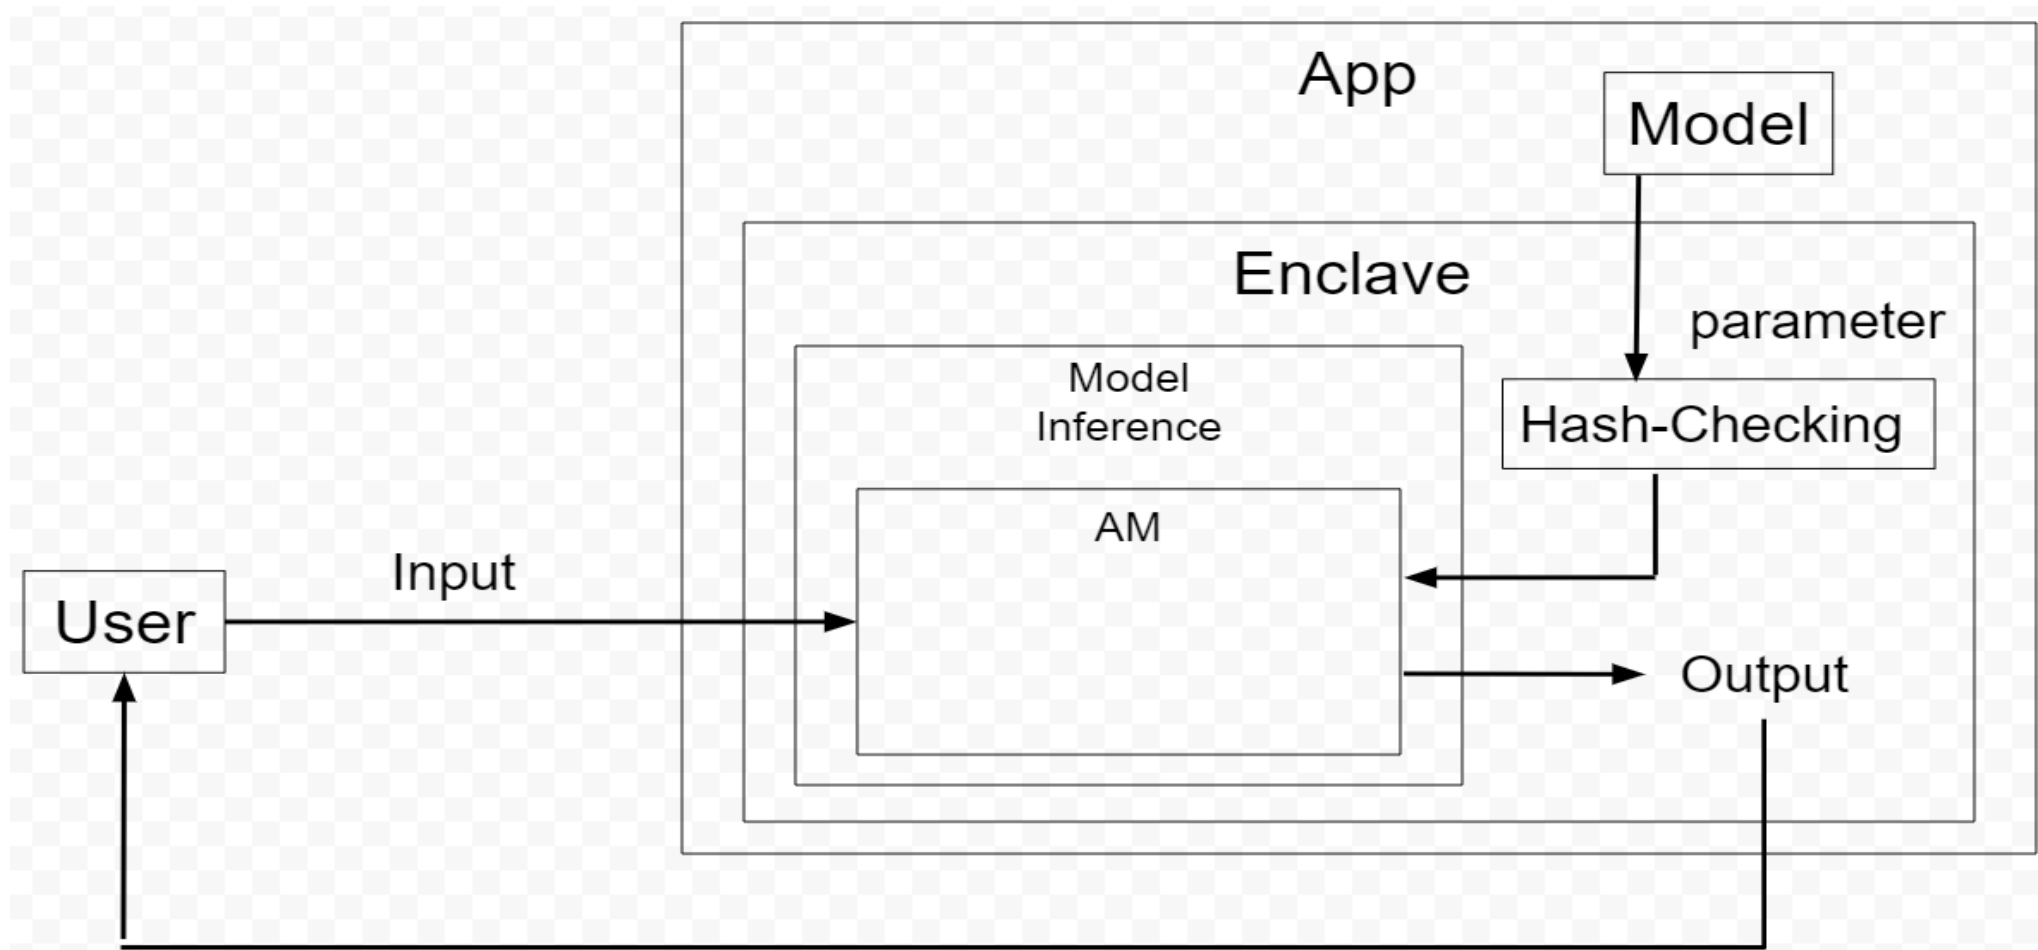 App
Model
Enclave
parameter
Model
Inference
Hash-Checking
AM
Input
User
Output